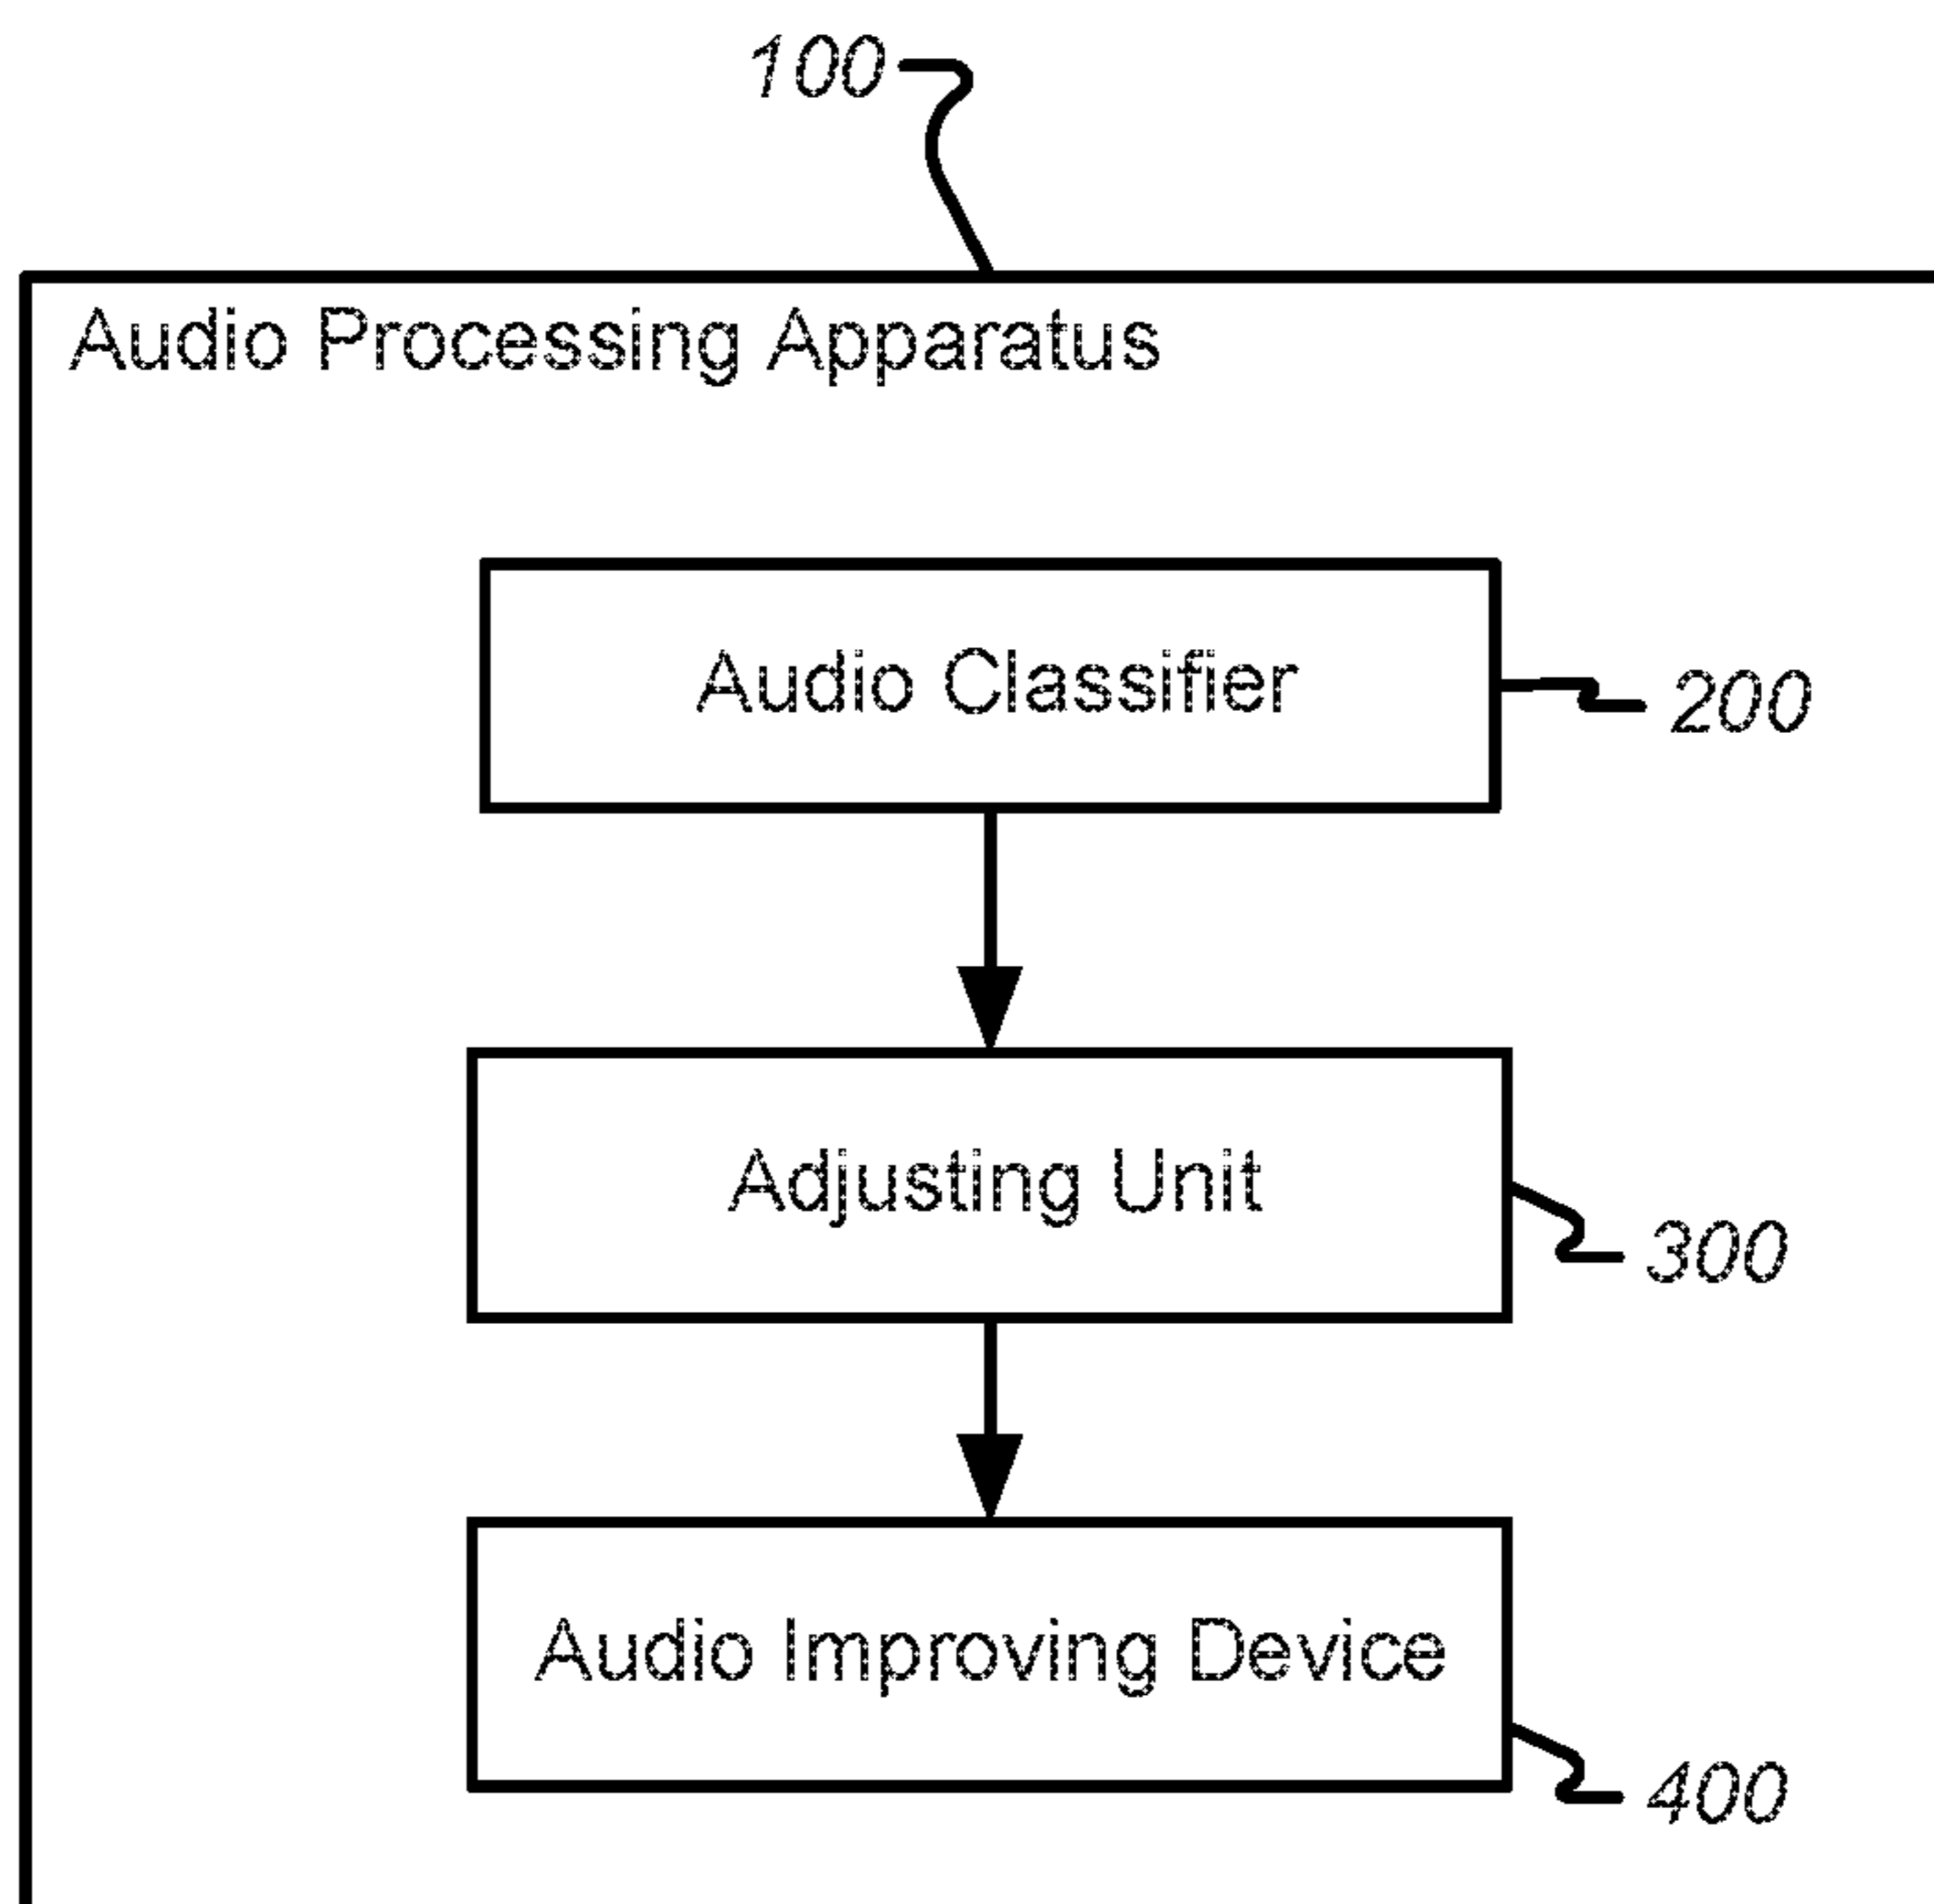 100
Audio Processing Apparatus
Audio Classifier
200
Adjusting Unit
300
Audio Improving Device
400